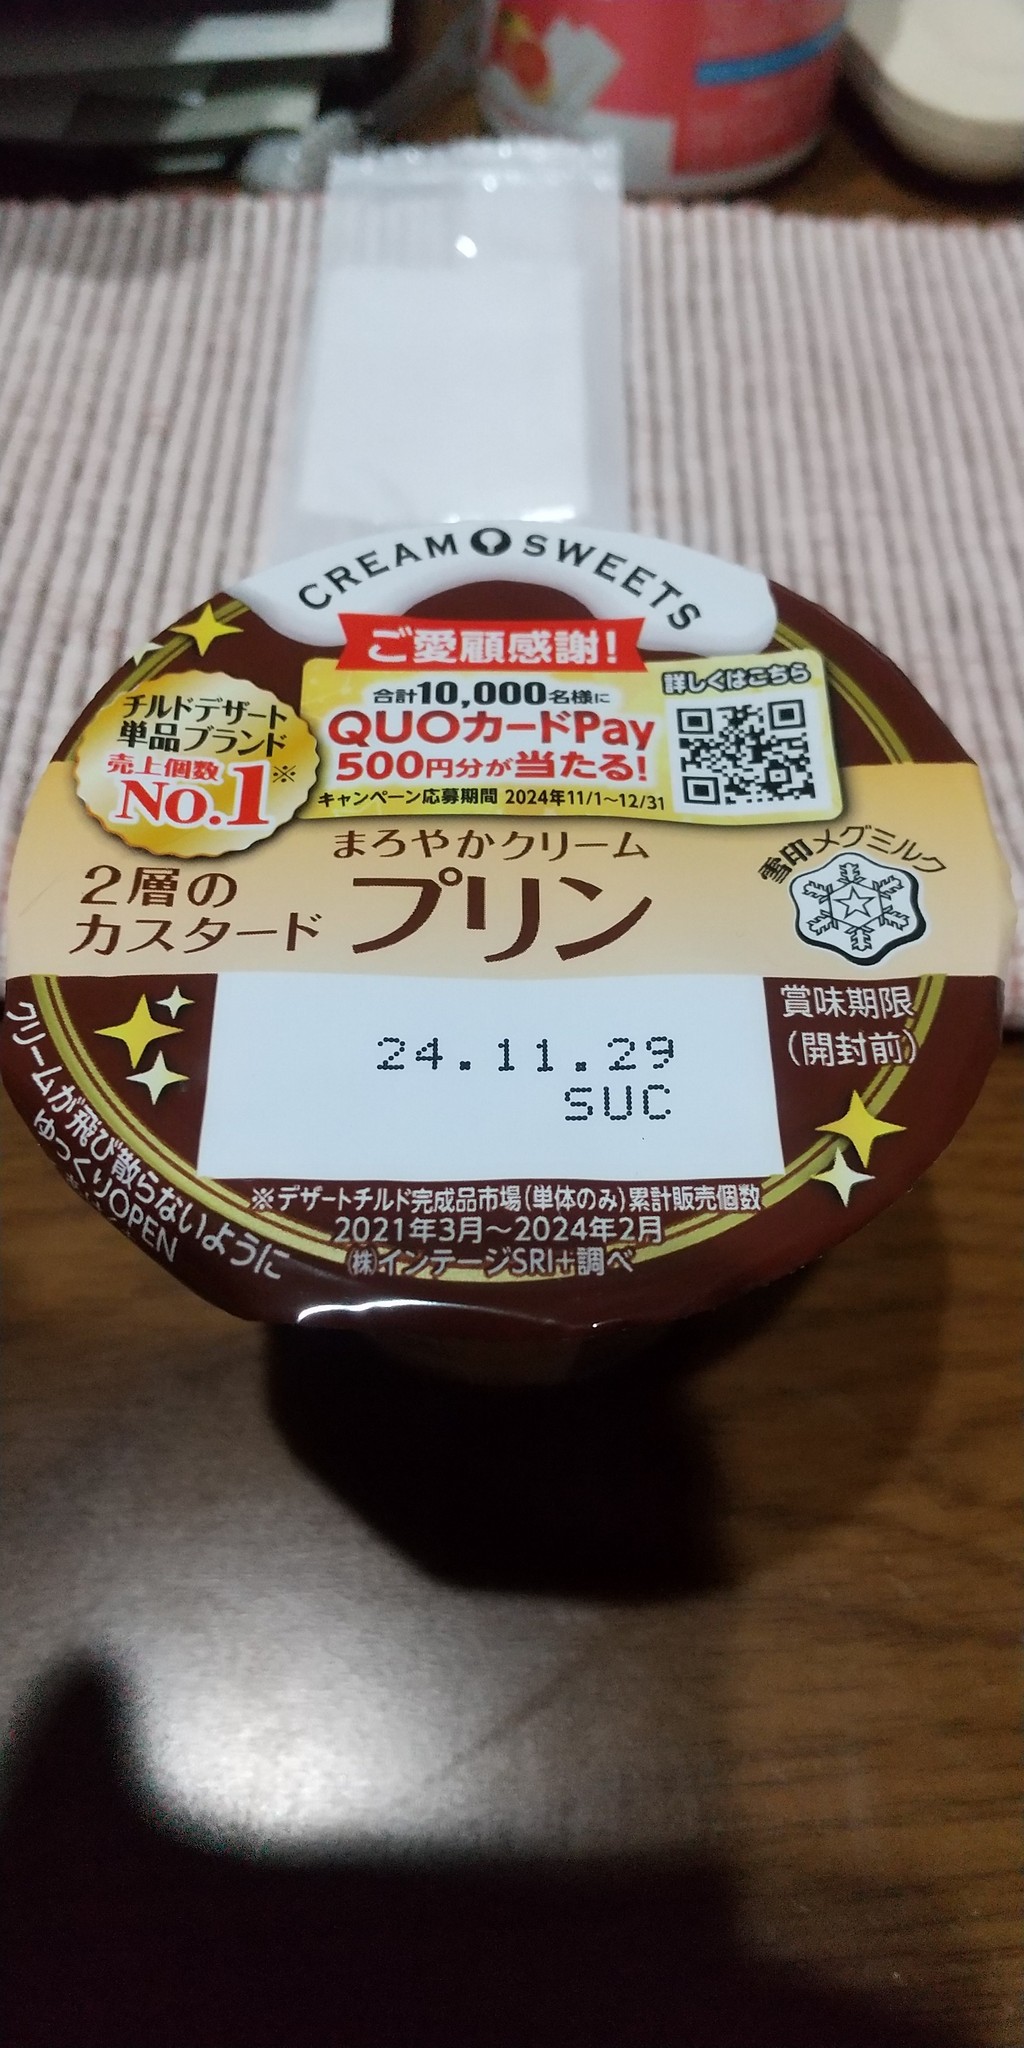 CREAM SWEETS
ご愛顧感謝!
合計10,000名様に
QUOカードPay
500円分が当たる!
キャンペーン応募期間 2024年11/1~12/31
詳しくはこちら
チルドデザート
単品ブランド
売上個数
No.1※
まろやかクリーム
プリン
2層の
カスタード
雪印メグミルク
賞味期限
(開封前)
24.11.29
SUC
クリームが飛び散らないように
ゆっくりOPEN
※デザートチルド完成品市場(単体のみ)累計販売個数
2021年3月~2024年2月
㈱インテージSRI+調べ